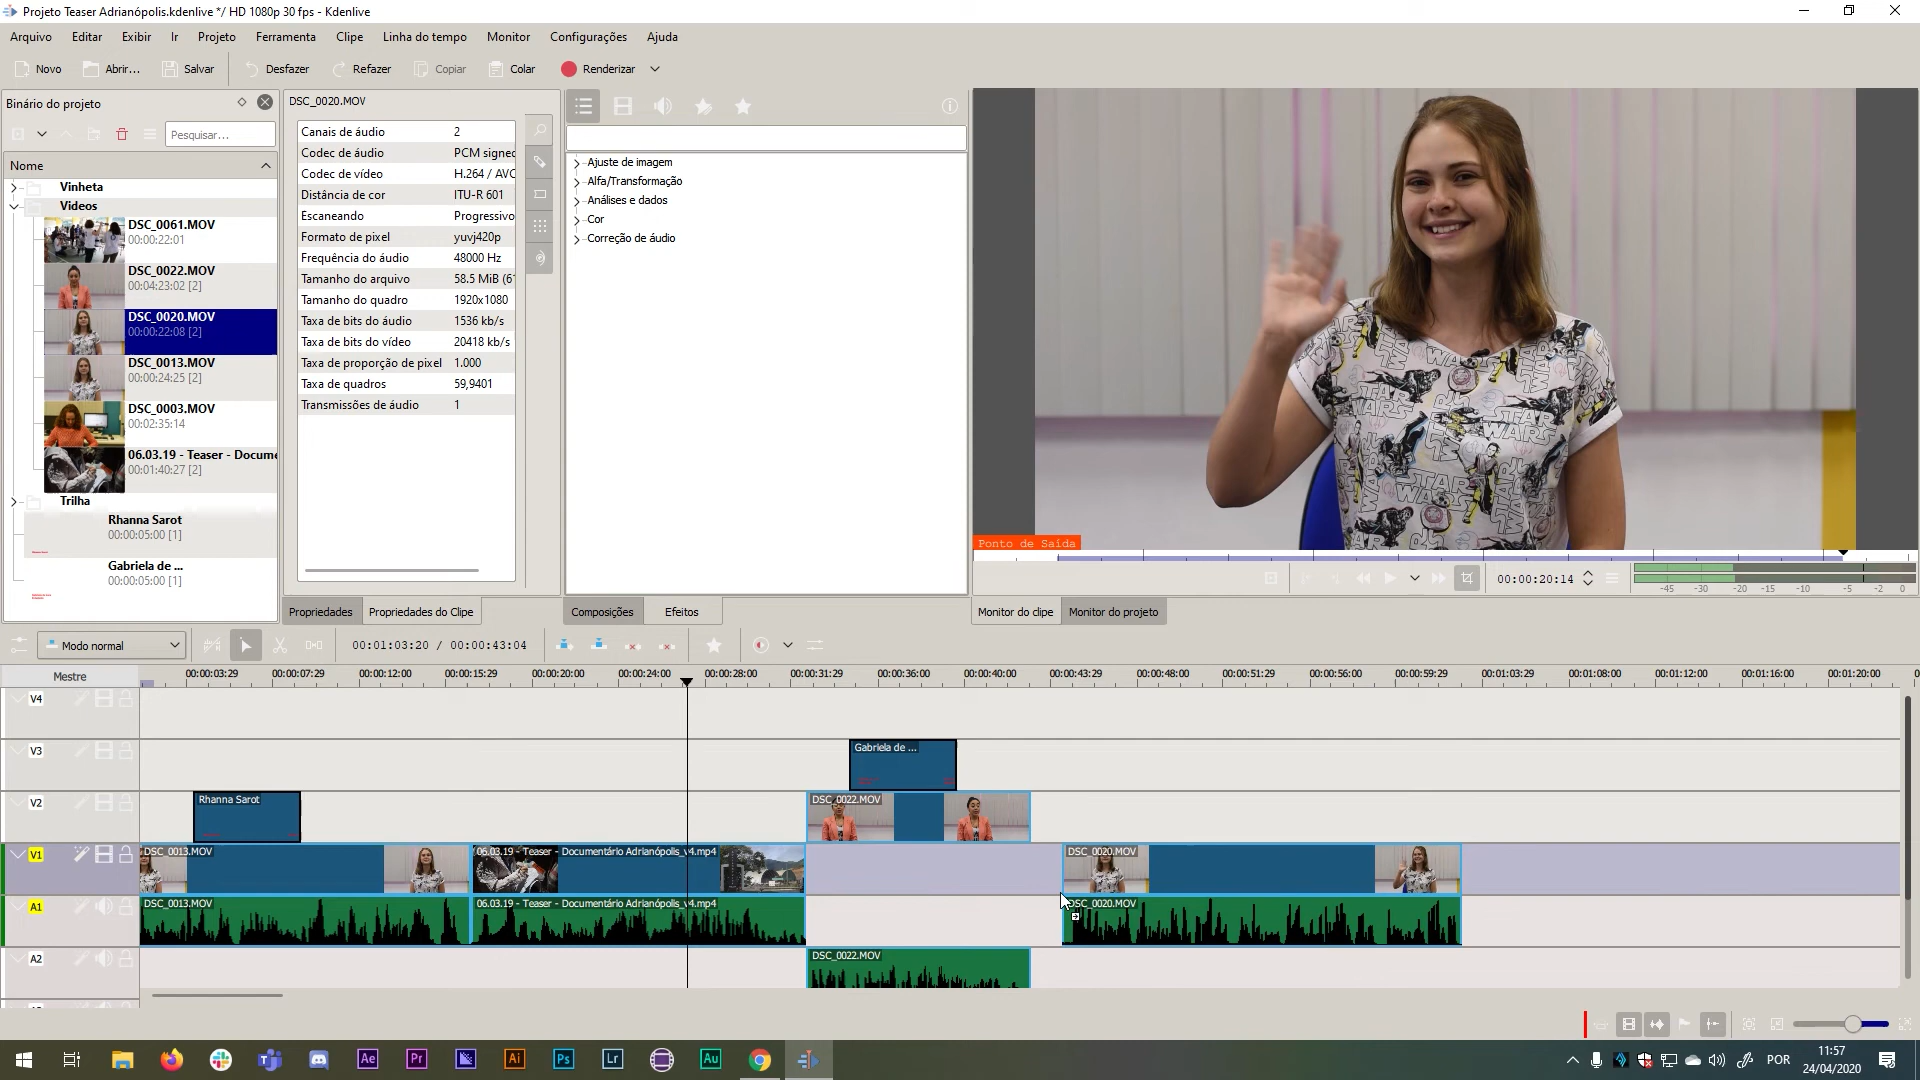 Projeto Teaser Adrianópolis.kdenlive */ HD 1080p 30 fps - Kdenlive
Arquivo Editar Exibir Ir Projeto Ferramenta Clipe Linha do tempo Monitor Configurações Ajuda
Novo Abrir... Salvar Desfazer Refazer Copiar Colar Renderizar
Binário do projeto
Pesquisar...
Nome
Vinheta
Videos
DSC_0061.MOV
00:00:22:01
DSC_0022.MOV
00:04:23:02 [2]
DSC_0020.MOV
00:00:22:08 [2]
DSC_0013.MOV
00:00:24:25 [2]
DSC_0003.MOV
00:02:35:14
06.03.19 - Teaser - Docume
00:01:40:27 [2]
Trilha
Rhanna Sarot
00:00:05:00 [1]
Gabriela de ...
00:00:05:00 [1]
DSC_0020.MOV
Canais de áudio 2
Codec de áudio PCM signed
Codec de vídeo H.264 / AVC
Distância de cor ITU-R 601
Escaneando Progressivo
Formato de pixel yuvj420p
Frequência do áudio 48000 Hz
Tamanho do arquivo 58.5 MiB (61
Tamanho do quadro 1920x1080
Taxa de bits do áudio 1536 kb/s
Taxa de bits do vídeo 20418 kb/s
Taxa de proporção de pixel 1.000
Taxa de quadros 59,9401
Transmissões de áudio 1
Propriedades Propriedades do Clipe
Ajuste de imagem
Alfa/Transformação
Análises e dados
Cor
Correção de áudio
Composições Efeitos
STAR WARS
Ponto de Saída
00:00:20:14
-45 -30 -20 -15 -10 -5 -2 0
Monitor do clipe Monitor do projeto
Modo normal 00:01:03:20 / 00:00:43:04
Mestre 00:00:03:29 00:00:07:29 00:00:12:00 00:00:15:29 00:00:20:00 00:00:24:00 00:00:28:00 00:00:31:29 00:00:36:00 00:00:40:00 00:00:43:29 00:00:48:00 00:00:51:29 00:00:56:00 00:00:59:29 00:01:03:29 00:01:08:00 00:01:12:00 00:01:16:00 00:01:20:00
V4
V3 Gabriela de ...
V2 Rhanna Sarot DSC_0022.MOV
V1 DSC_0013.MOV 06.03.19 - Teaser - Documentário Adrianópolis_v4.mp4 DSC_0020.MOV
A1 DSC_0013.MOV 06.03.19 - Teaser - Documentário Adrianópolis_v4.mp4 DSC_0020.MOV
A2 DSC_0022.MOV
Ae Pr Ai Ps Lr Au
POR
11:57
24/04/2020